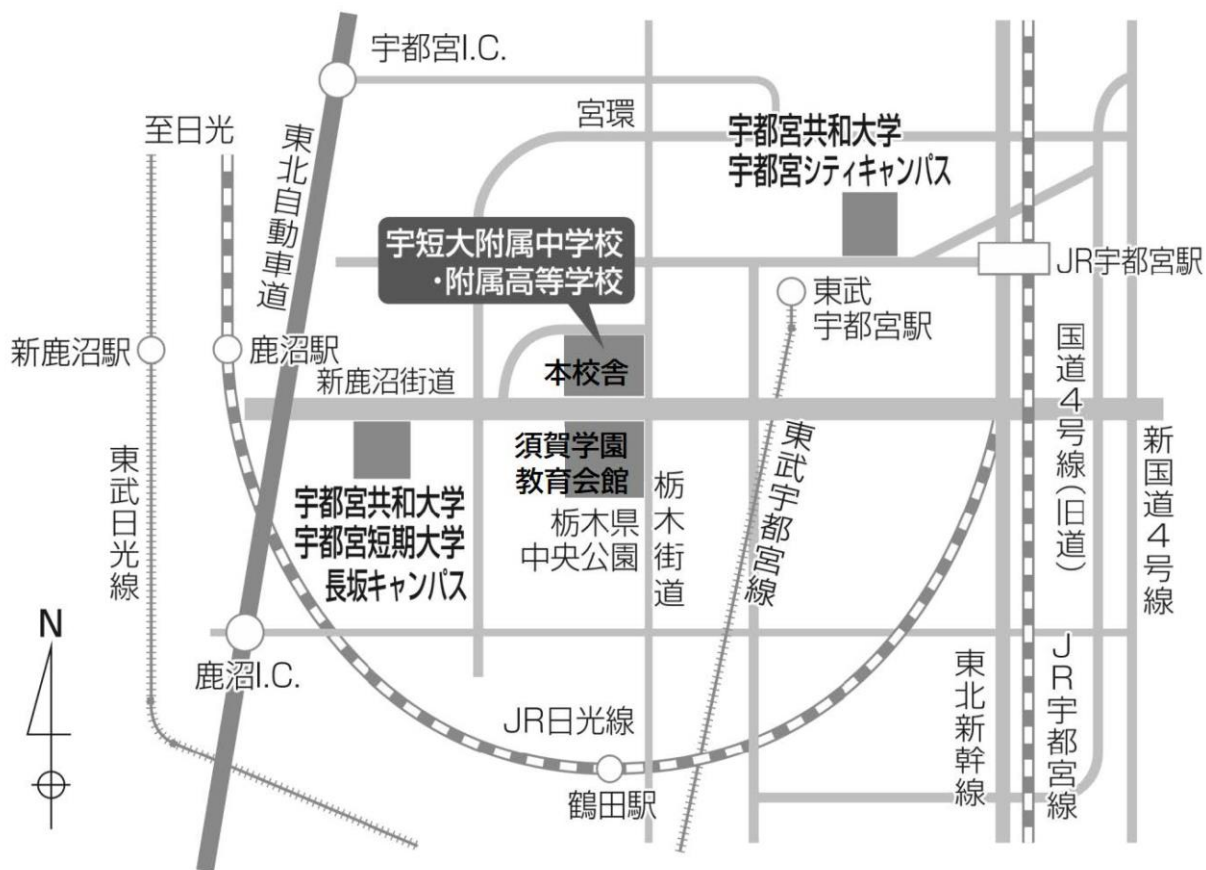 宇都宮I.C.
宮環
至日光
東北自動車道
宇都宮共和大学
宇都宮シティキャンパス
宇短大附属中学校
・附属高等学校
JR宇都宮駅
東武
宇都宮駅
新鹿沼駅
鹿沼駅
新鹿沼街道
本校舎
国道4号線(旧道)
新国道4号線
須賀学園
教育会館
東武宇都宮線
栃木街道
東武日光線
宇都宮共和大学
宇都宮短期大学
長坂キャンパス
栃木県
中央公園
N
鹿沼I.C.
JR日光線
東北新幹線
JR宇都宮線
鶴田駅